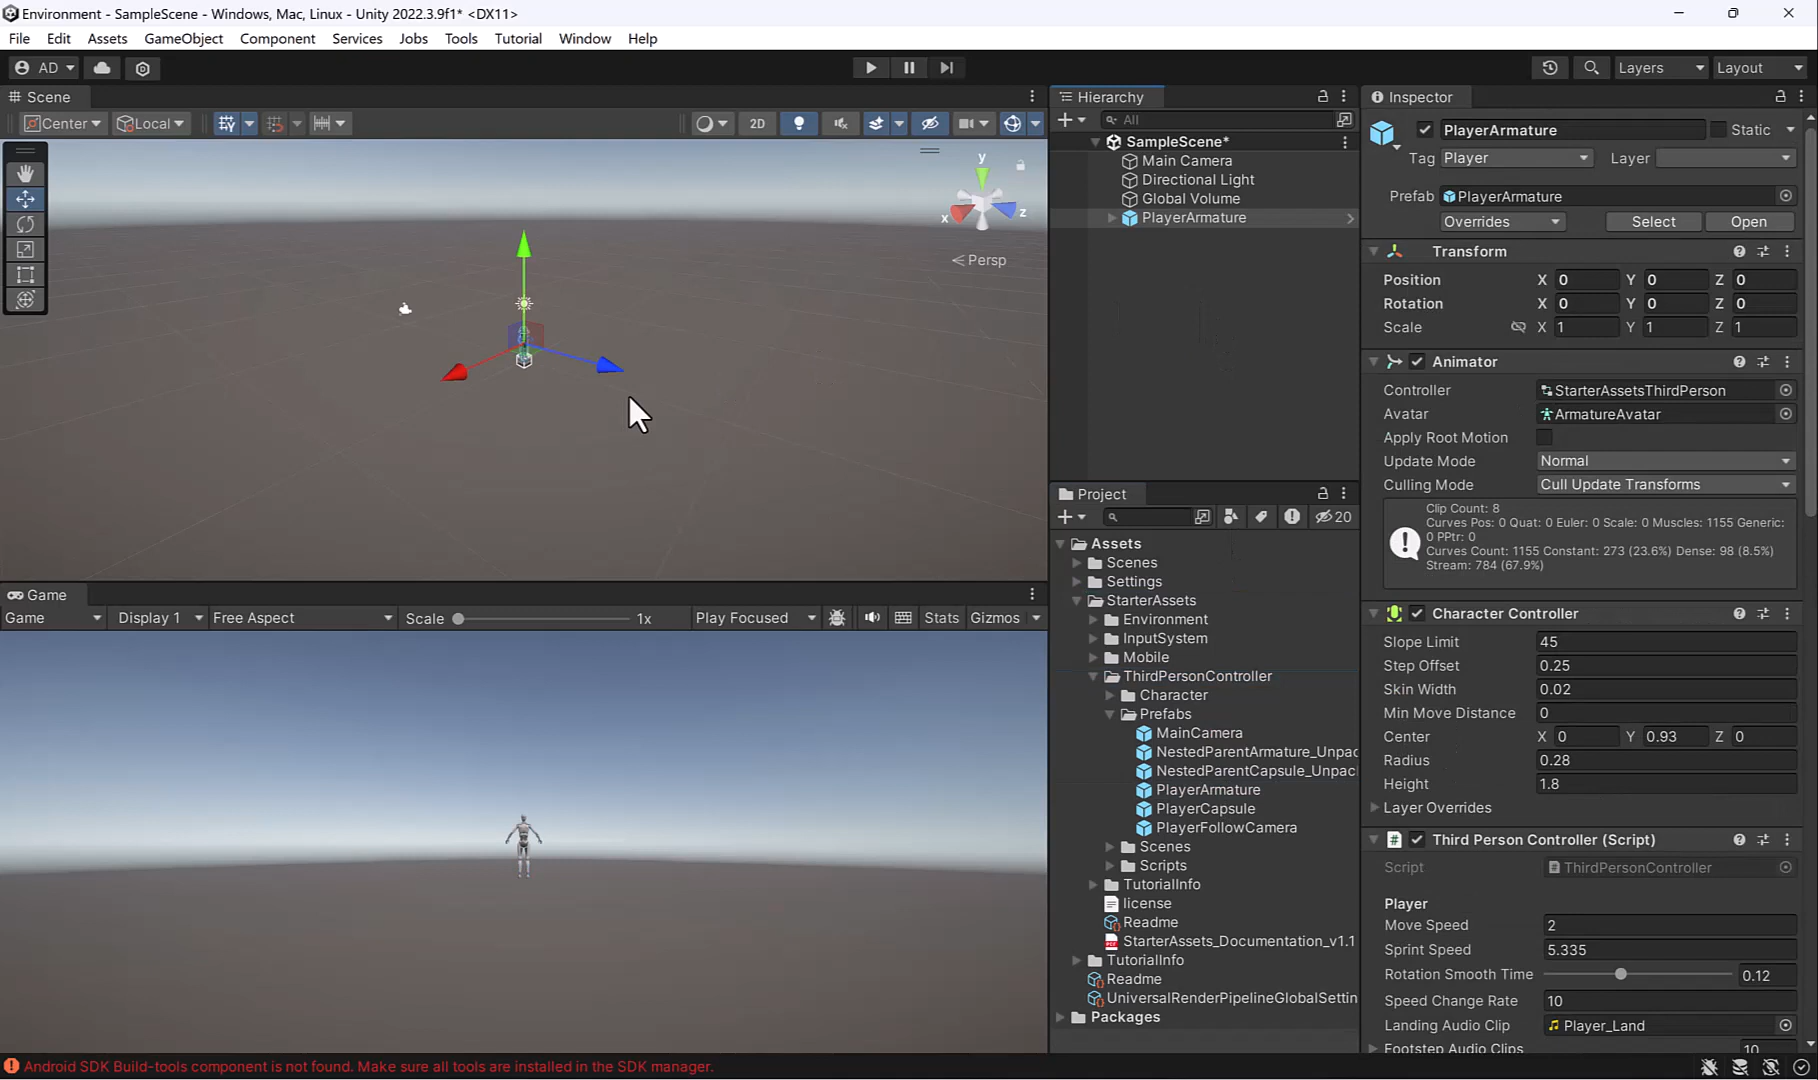 Environment - SampleScene - Windows, Mac, Linux - Unity 2022.3.9f1* <DX11>
File Edit Assets GameObject Component Services Jobs Tools Tutorial Window Help
AD Layers Layout
Scene
Center Local 2D
y
x z
Persp
Game
Game Display 1 Free Aspect Scale 1x Play Focused Stats Gizmos
Hierarchy
All
SampleScene*
Main Camera
Directional Light
Global Volume
PlayerArmature
Project
20
Assets
Scenes
Settings
StarterAssets
Environment
InputSystem
Mobile
ThirdPersonController
Character
Prefabs
MainCamera
NestedParentArmature_Unpac
NestedParentCapsule_Unpac
PlayerArmature
PlayerCapsule
PlayerFollowCamera
Scenes
Scripts
TutorialInfo
license
Readme
StarterAssets_Documentation_v1.1
TutorialInfo
Readme
UniversalRenderPipelineGlobalSettin
Packages
Inspector
PlayerArmature Static
Tag Player Layer
Prefab PlayerArmature
Overrides Select Open
Transform
Position X 0 Y 0 Z 0
Rotation X 0 Y 0 Z 0
Scale X 1 Y 1 Z 1
Animator
Controller StarterAssetsThirdPerson
Avatar ArmatureAvatar
Apply Root Motion
Update Mode Normal
Culling Mode Cull Update Transforms
Clip Count: 8
Curves Pos: 0 Quat: 0 Euler: 0 Scale: 0 Muscles: 1155 Generic:
0 PPtr: 0
Curves Count: 1155 Constant: 273 (23.6%) Dense: 98 (8.5%)
Stream: 784 (67.9%)
Character Controller
Slope Limit 45
Step Offset 0.25
Skin Width 0.02
Min Move Distance 0
Center X 0 Y 0.93 Z 0
Radius 0.28
Height 1.8
Layer Overrides
Third Person Controller (Script)
Script ThirdPersonController
Player
Move Speed 2
Sprint Speed 5.335
Rotation Smooth Time 0.12
Speed Change Rate 10
Landing Audio Clip Player_Land
Footstep Audio Clips 10
Android SDK Build-tools component is not found. Make sure all tools are installed in the SDK manager.